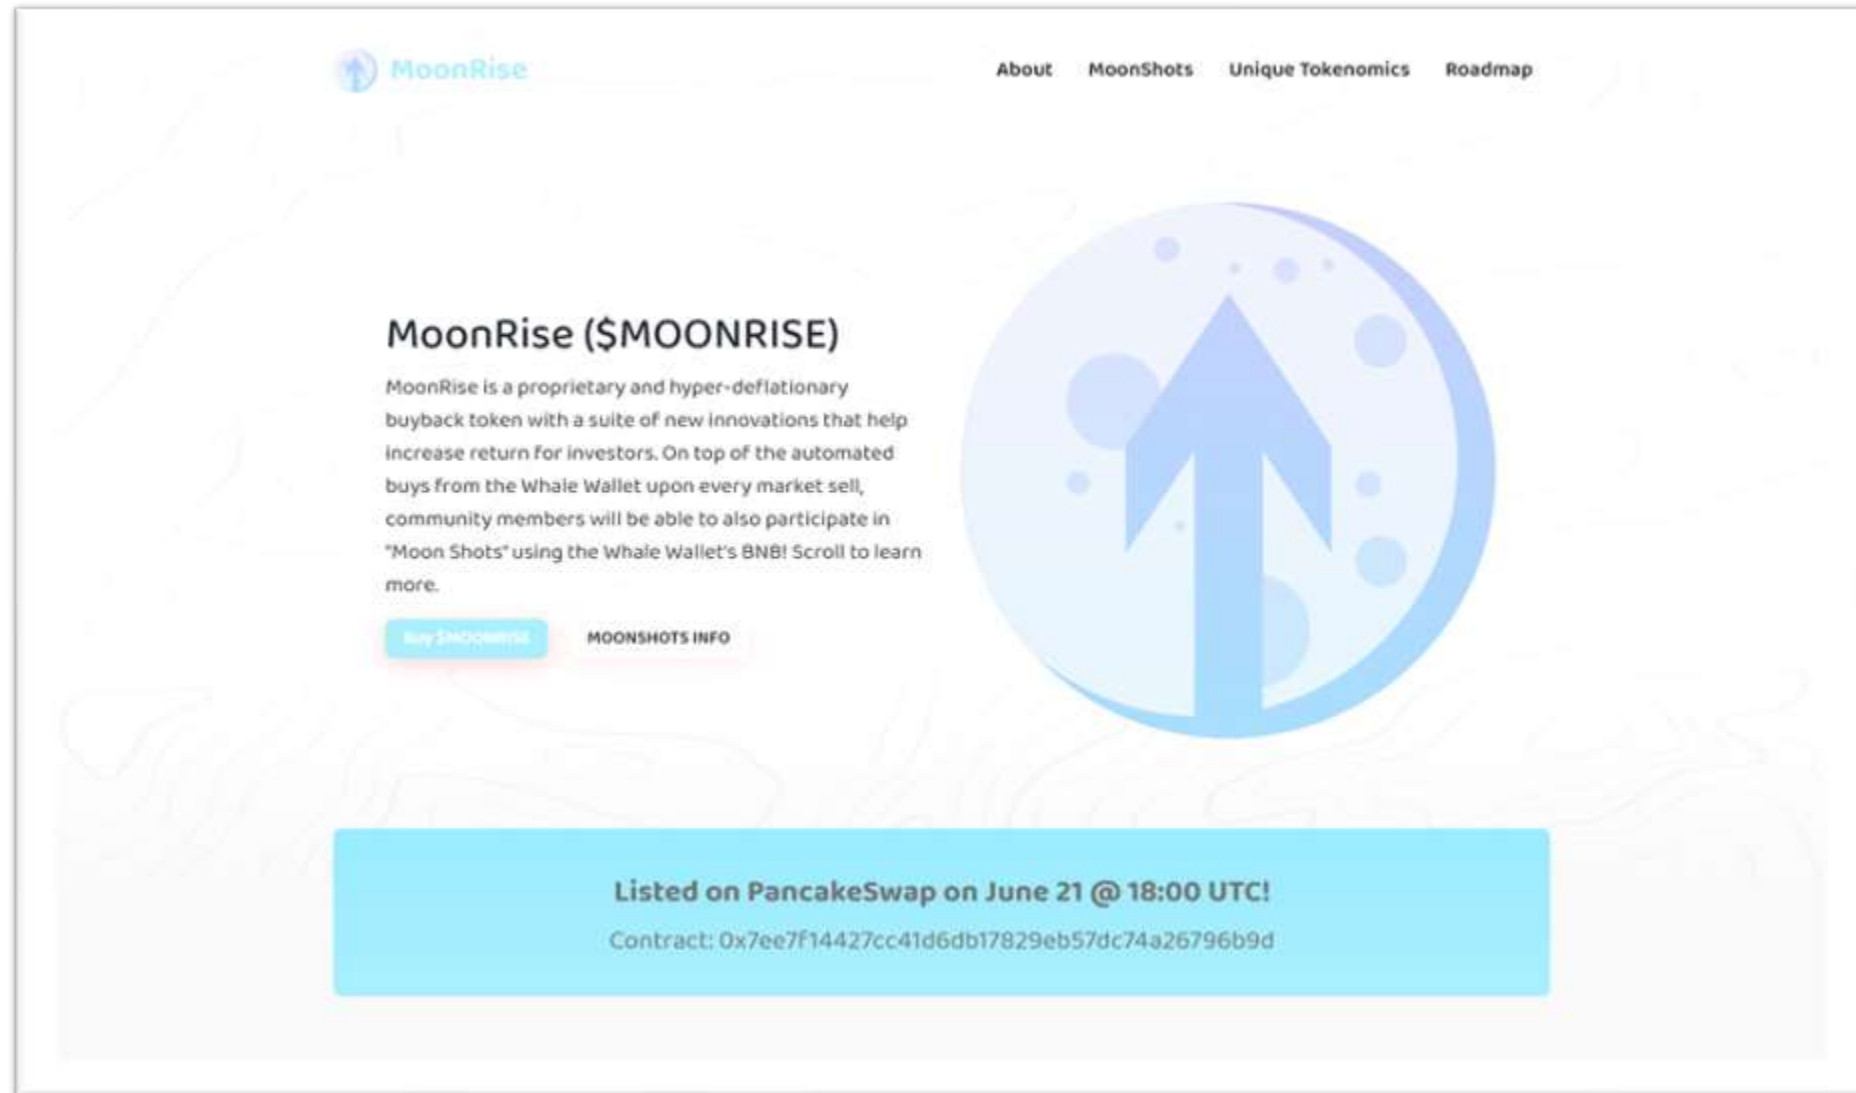 MoonRise
About MoonShots Unique Tokenomics Roadmap
MoonRise ($MOONRISE)
MoonRise is a proprietary and hyper-deflationary
buyback token with a suite of new innovations that help
increase return for investors. On top of the automated
buys from the Whale Wallet upon every market sell,
community members will be able to also participate in
"Moon Shots" using the Whale Wallet's BNB! Scroll to learn
more.
Buy $MOONRISE
MOONSHOTS INFO
Listed on PancakeSwap on June 21 @ 18:00 UTC!
Contract: 0x7ee7f14427cc41d6db17829eb57dc74a26796b9d